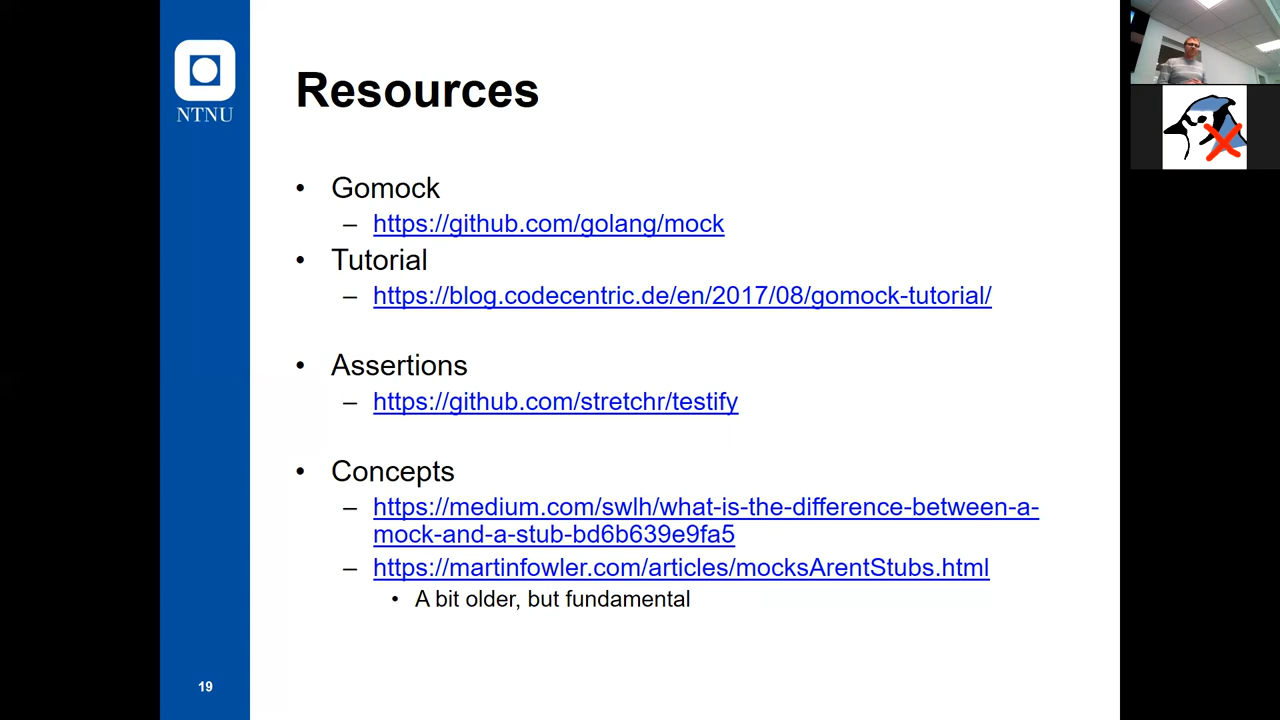 NTNU
Resources
• Gomock
– https://github.com/golang/mock
• Tutorial
– https://blog.codecentric.de/en/2017/08/gomock-tutorial/
• Assertions
– https://github.com/stretchr/testify
• Concepts
– https://medium.com/swlh/what-is-the-difference-between-a-
mock-and-a-stub-bd6b639e9fa5
– https://martinfowler.com/articles/mocksArentStubs.html
• A bit older, but fundamental
19